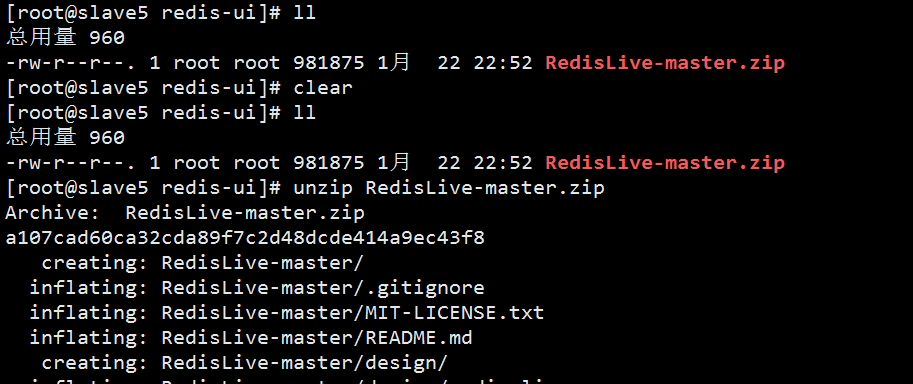 [root@slave5 redis-ui]# ll
总用量 960
-rw-r--r--. 1 root root 981875 1月  22 22:52 RedisLive-master.zip
[root@slave5 redis-ui]# clear
[root@slave5 redis-ui]# ll
总用量 960
-rw-r--r--. 1 root root 981875 1月  22 22:52 RedisLive-master.zip
[root@slave5 redis-ui]# unzip RedisLive-master.zip
Archive:  RedisLive-master.zip
a107cad60ca32cda89f7c2d48dcde414a9ec43f8
   creating: RedisLive-master/
  inflating: RedisLive-master/.gitignore
  inflating: RedisLive-master/MIT-LICENSE.txt
  inflating: RedisLive-master/README.md
   creating: RedisLive-master/design/